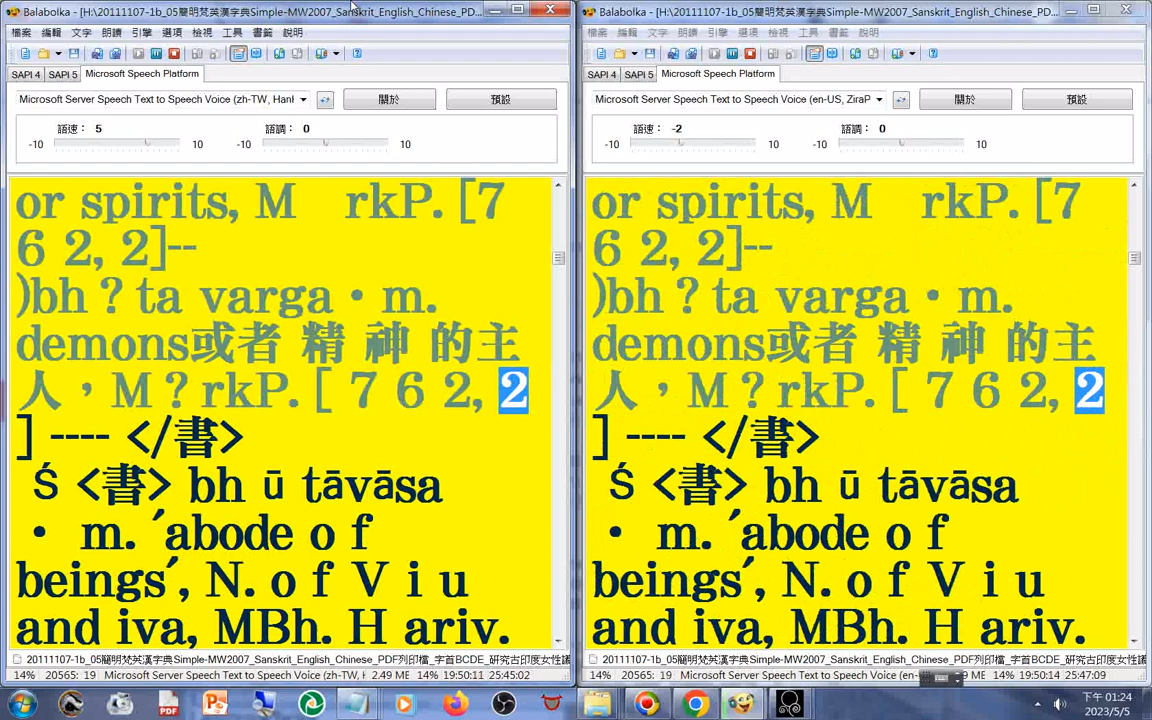 Balabolka - [H:\20111107-1b_05簡明梵英漢字典Simple-MW2007_Sanskrit_English_Chinese_PD...
檔案 編輯 文字 朗讀 引擎 選項 檢視 工具 書籤 說明
SAPI 4 SAPI 5 Microsoft Speech Platform
Microsoft Server Speech Text to Speech Voice (zh-TW, HanH 關於 預設
語速： 5 語調： 0
-10 10 -10 10
or spirits, M rkP. [7
6 2, 2]--
)bh？ta varga•m.
demons或者 精 神 的主
人，M？rkP. [ 7 6 2, 2
] ---- </書>
Ś <書> bh ū tāvāsa
• m. ′abode o f
beings′, N. o f V i u
and iva, MBh. H ariv.
20111107-1b_05簡明梵英漢字典Simple-MW2007_Sanskrit_English_Chinese_PDF列印檔_字首BCDE_研究古印度女性議
14% 20565: 19 Microsoft Server Speech Text to Speech Voice (zh-TW, H 2.49 ME 14% 19:50:11 25:45:02
Balabolka - [H:\20111107-1b_05簡明梵英漢字典Simple-MW2007_Sanskrit_English_Chinese_PD...
檔案 編輯 文字 朗讀 引擎 選項 檢視 工具 書籤 說明
SAPI 4 SAPI 5 Microsoft Speech Platform
Microsoft Server Speech Text to Speech Voice (en-US, ZiraP 關於 預設
語速： -2 語調： 0
-10 10 -10 10
or spirits, M rkP. [7
6 2, 2]--
)bh？ta varga•m.
demons或者 精 神 的主
人，M？rkP. [ 7 6 2, 2
] ---- </書>
Ś <書> bh ū tāvāsa
• m. ′abode o f
beings′, N. o f V i u
and iva, MBh. H ariv.
20111107-1b_05簡明梵英漢字典Simple-MW2007_Sanskrit_English_Chinese_PDF列印檔_字首BCDE_研究古印度女性議
14% 20565: 19 Microsoft Server Speech Text to Speech Voice (en-US, ME 14% 19:50:14 25:47:09
下午 01:24
2023/5/5